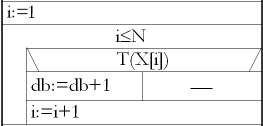 i:=1
i≤N
T(X[i])
db:=db+1 —
i:=i+1